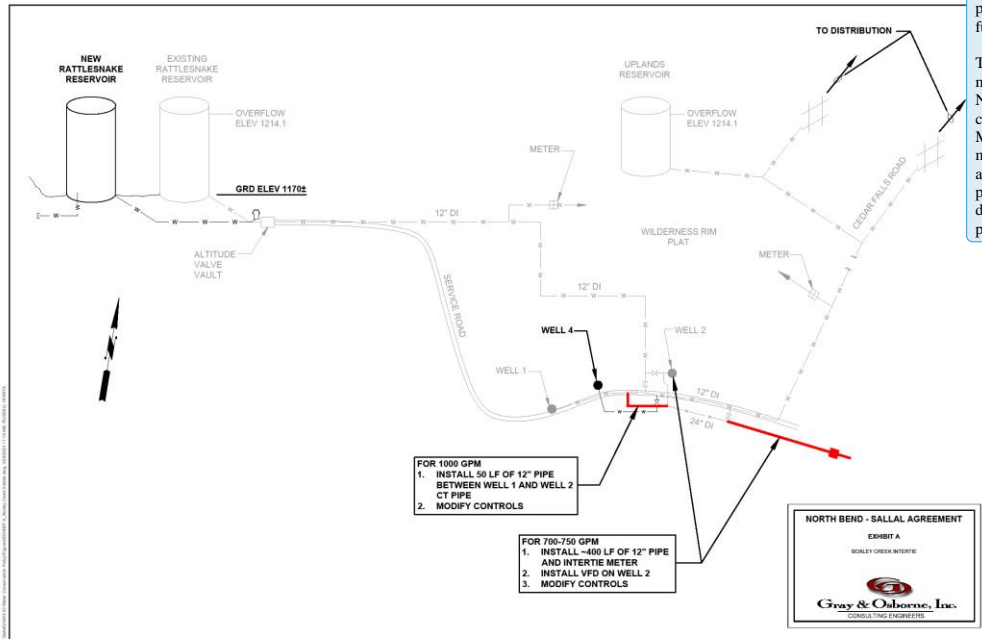 TO DISTRIBUTION
NEW
RATTLESNAKE
RESERVOIR
EXISTING
RATTLESNAKE
RESERVOIR
OVERFLOW
ELEV 1214.1
UPLANDS
RESERVOIR
OVERFLOW
ELEV 1214.1
METER
GRD ELEV 1170±
12" DI
ALTITUDE
VALVE
VAULT
SERVICE ROAD
WILDERNESS RIM
PLAT
CEDAR FALLS ROAD
METER
12" DI
WELL 4
WELL 2
WELL 1
12" DI
24" DI
FOR 1000 GPM
1. INSTALL 50 LF OF 12" PIPE
BETWEEN WELL 1 AND WELL 2
CT PIPE
2. MODIFY CONTROLS
FOR 700-750 GPM
1. INSTALL ~400 LF OF 12" PIPE
AND INTERTIE METER
2. INSTALL VFD ON WELL 2
3. MODIFY CONTROLS
NORTH BEND - SALLAL AGREEMENT
EXHIBIT A
BOXLEY CREEK INTERTIE
Gray & Osborne, Inc.
CONSULTING ENGINEERS